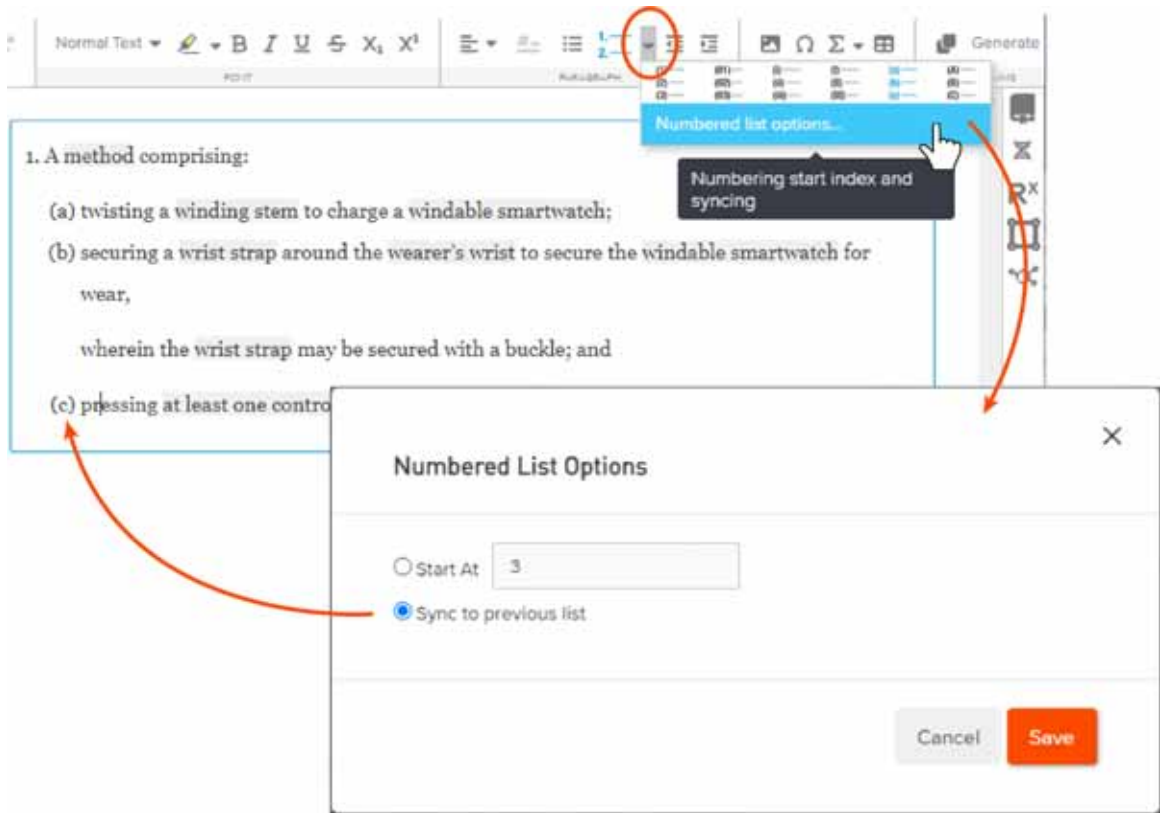 Normal Text B I U S X₁ X¹ 1. 2. Ω Σ Generate
Numbered list options...
Numbering start index and
syncing
1. A method comprising:
(a) twisting a winding stem to charge a windable smartwatch;
(b) securing a wrist strap around the wearer's wrist to secure the windable smartwatch for
wear,
wherein the wrist strap may be secured with a buckle; and
(c) pressing at least one contro
Rˣ
Numbered List Options
Start At 3
Sync to previous list
Cancel Save